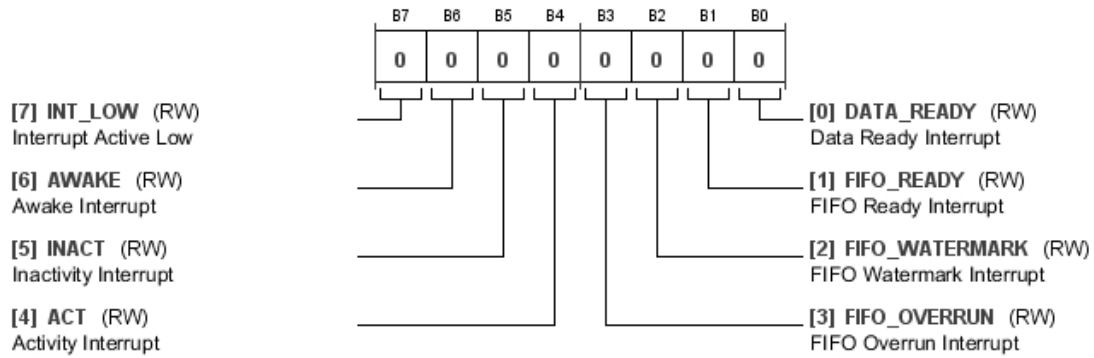 B7 B6 B5 B4 B3 B2 B1 B0
0 0 0 0 0 0 0 0
[7] INT_LOW (RW)
Interrupt Active Low
[6] AWAKE (RW)
Awake Interrupt
[5] INACT (RW)
Inactivity Interrupt
[4] ACT (RW)
Activity Interrupt
[0] DATA_READY (RW)
Data Ready Interrupt
[1] FIFO_READY (RW)
FIFO Ready Interrupt
[2] FIFO_WATERMARK (RW)
FIFO Watermark Interrupt
[3] FIFO_OVERRUN (RW)
FIFO Overrun Interrupt